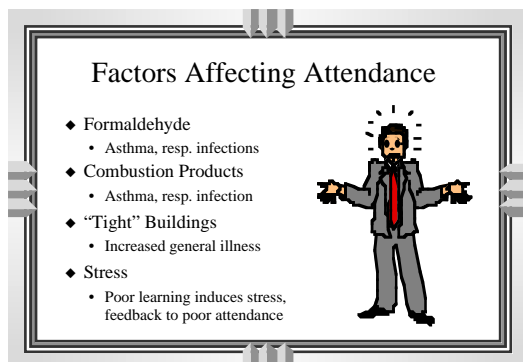 Factors Affecting Attendance
◆ Formaldehyde
• Asthma, resp. infections
◆ Combustion Products
• Asthma, resp. infection
◆ “Tight” Buildings
• Increased general illness
◆ Stress
• Poor learning induces stress,
feedback to poor attendance